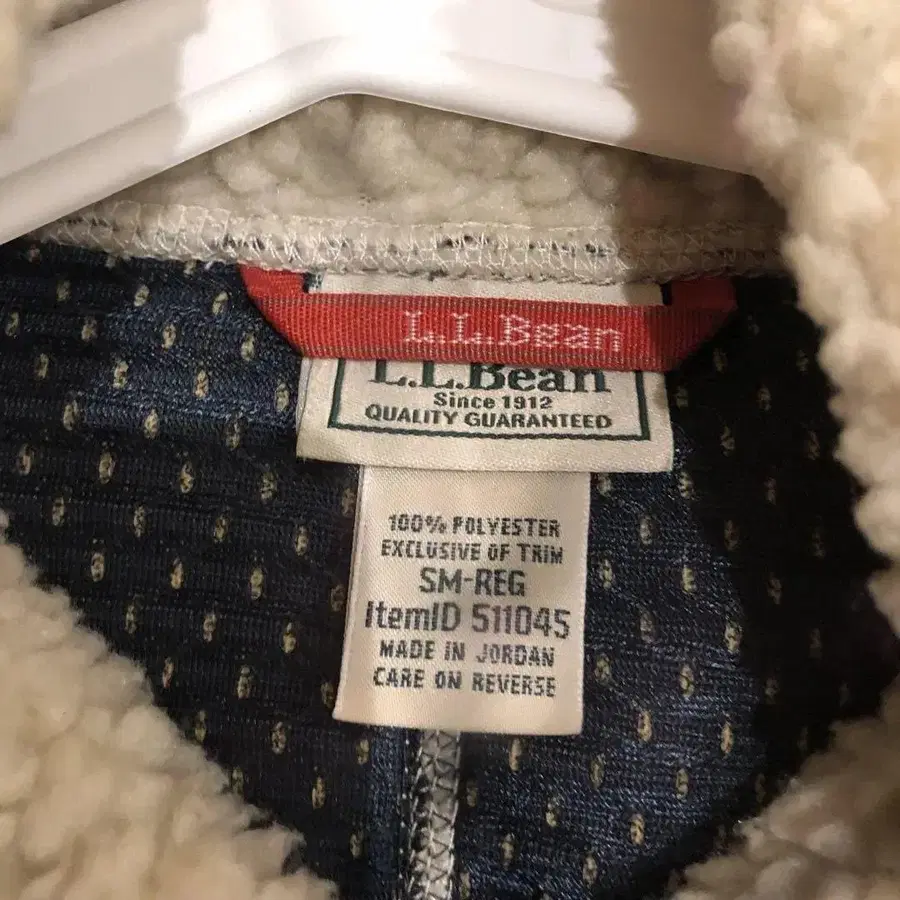 L.L.Bean
L.L.Bean
Since 1912
QUALITY GUARANTEED
100% POLYESTER
EXCLUSIVE OF TRIM
SM-REG
ItemID 511045
MADE IN JORDAN
CARE ON REVERSE